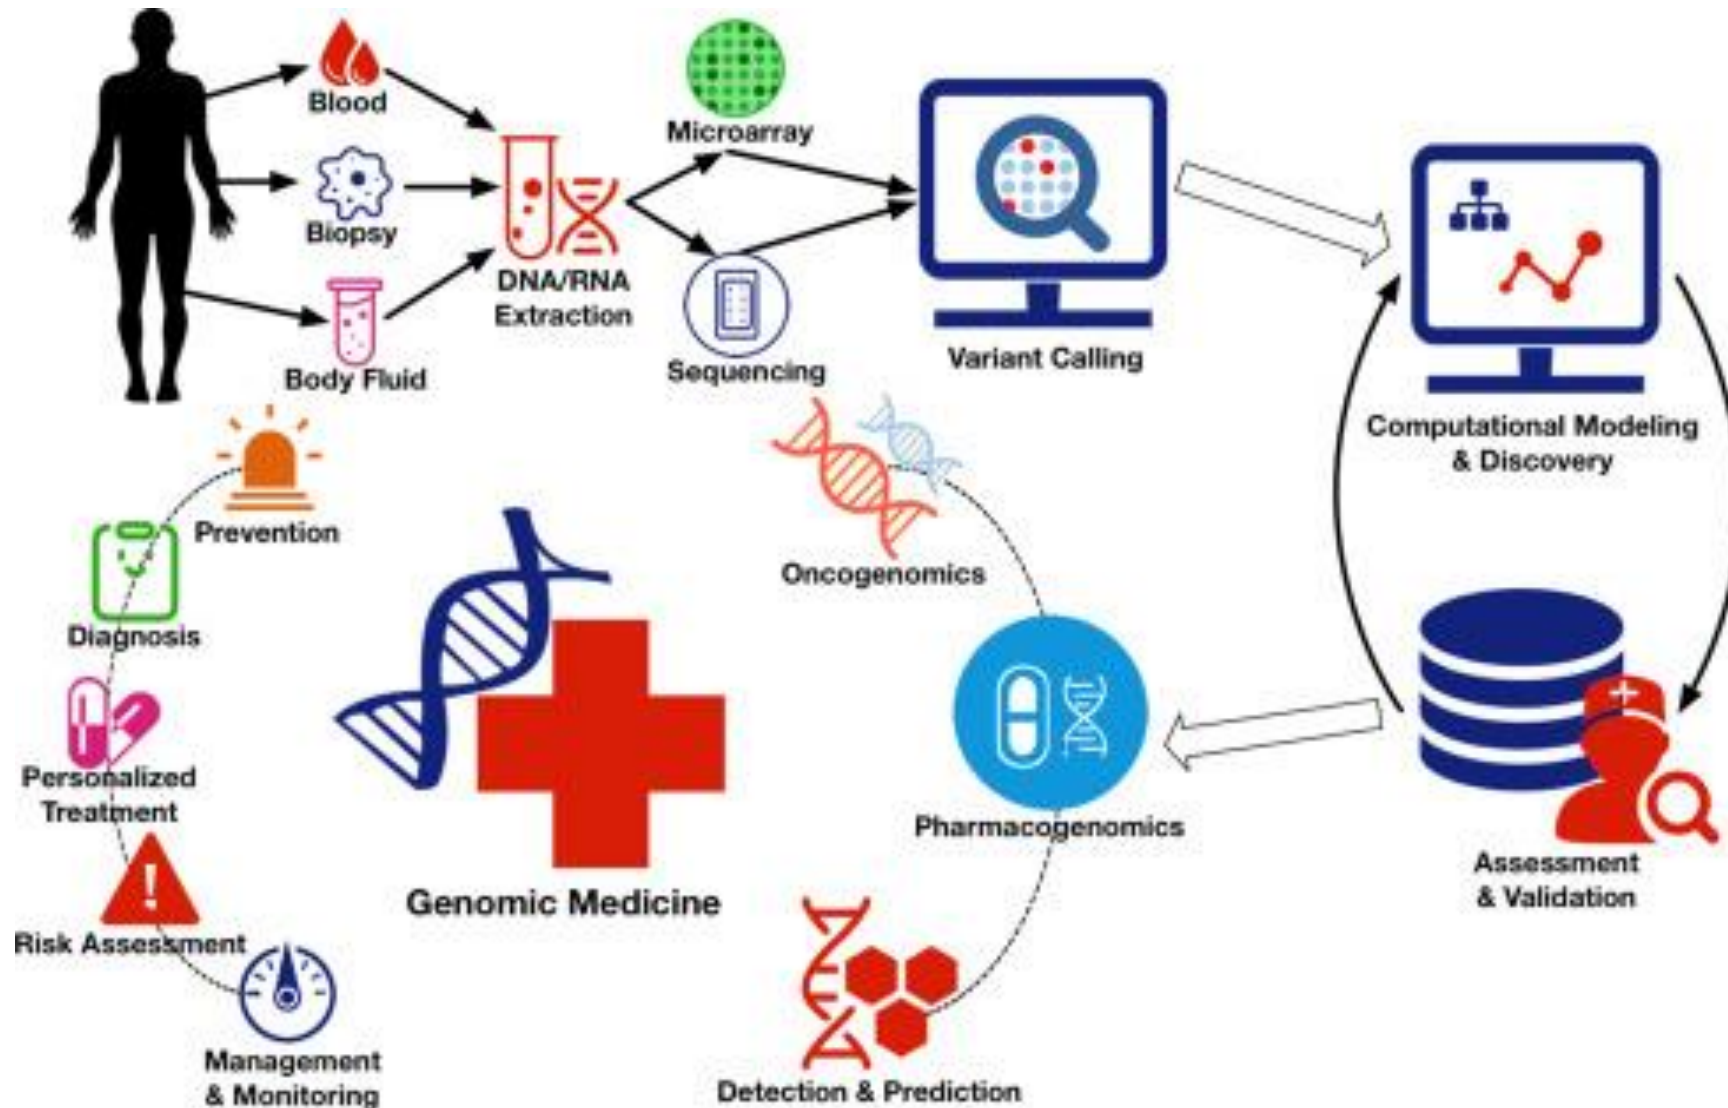 Blood
Microarray
Biopsy
DNA/RNA
Extraction
Body Fluid
Sequencing
Variant Calling
Computational Modeling
& Discovery
Prevention
Oncogenomics
Diagnosis
Personalized
Treatment
Pharmacogenomics
Assessment
& Validation
Genomic Medicine
!
Risk Assessment
Management
& Monitoring
Detection & Prediction